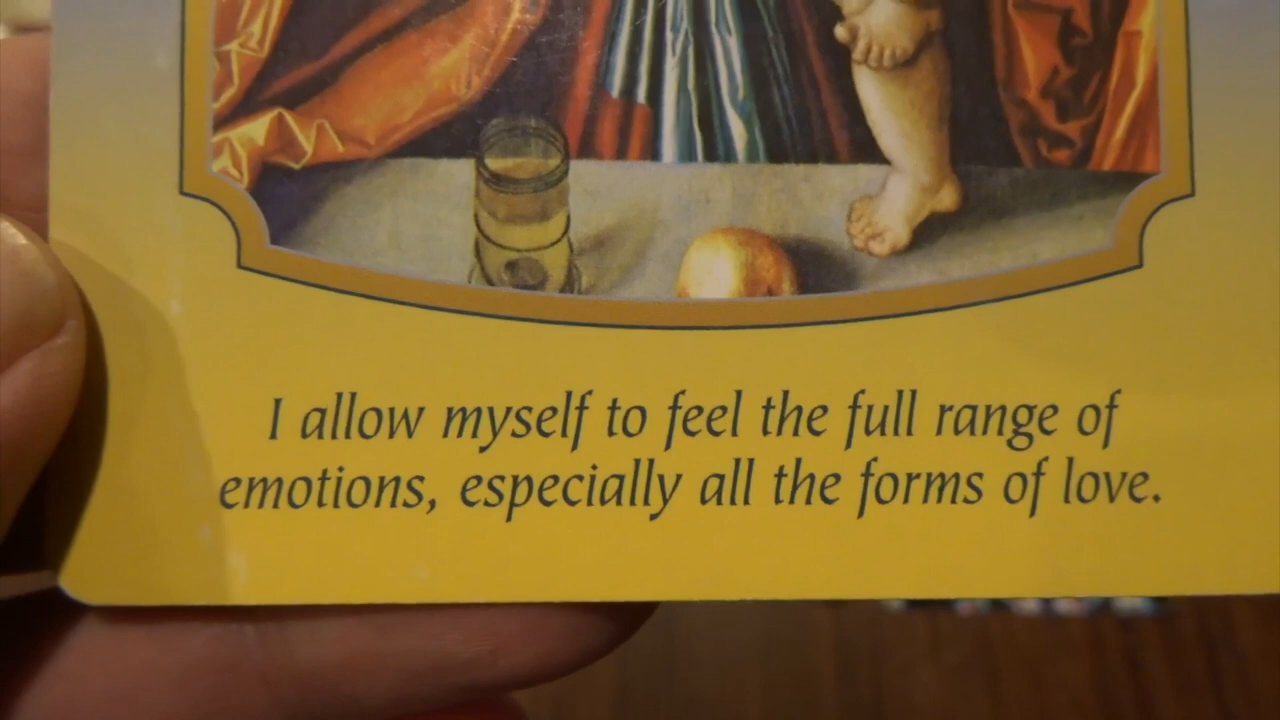 I allow myself to feel the full range of
emotions, especially all the forms of love.